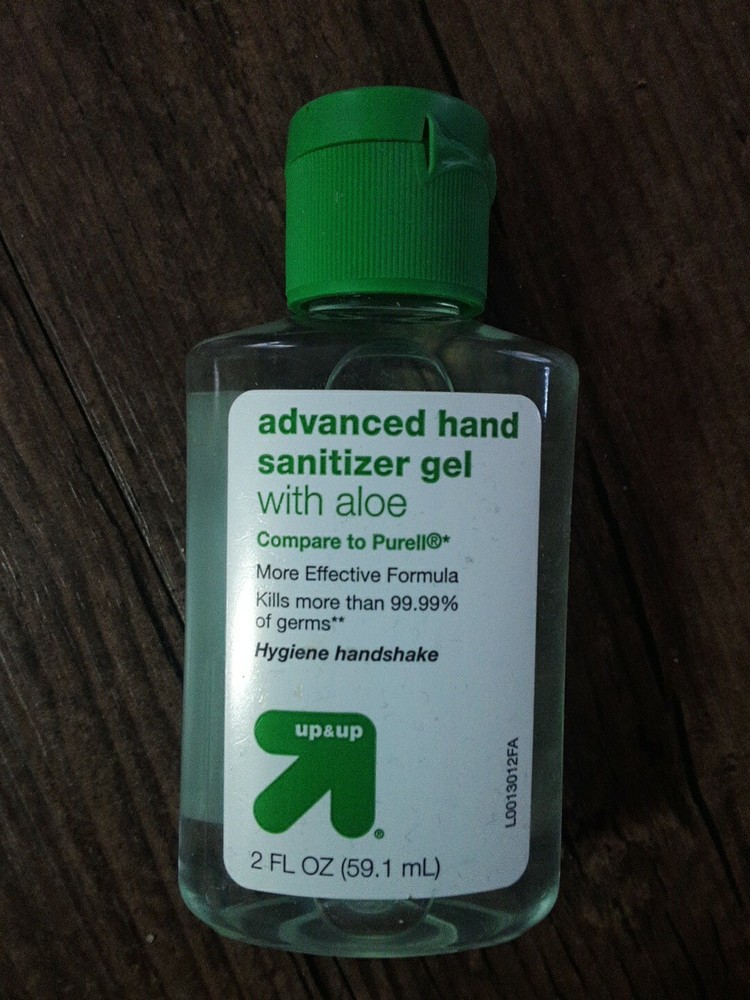 advanced hand
sanitizer gel
with aloe
Compare to Purell®*
More Effective Formula
Kills more than 99.99%
of germs**
Hygiene handshake
up&up
®
L0013012FA
2 FL OZ (59.1 mL)